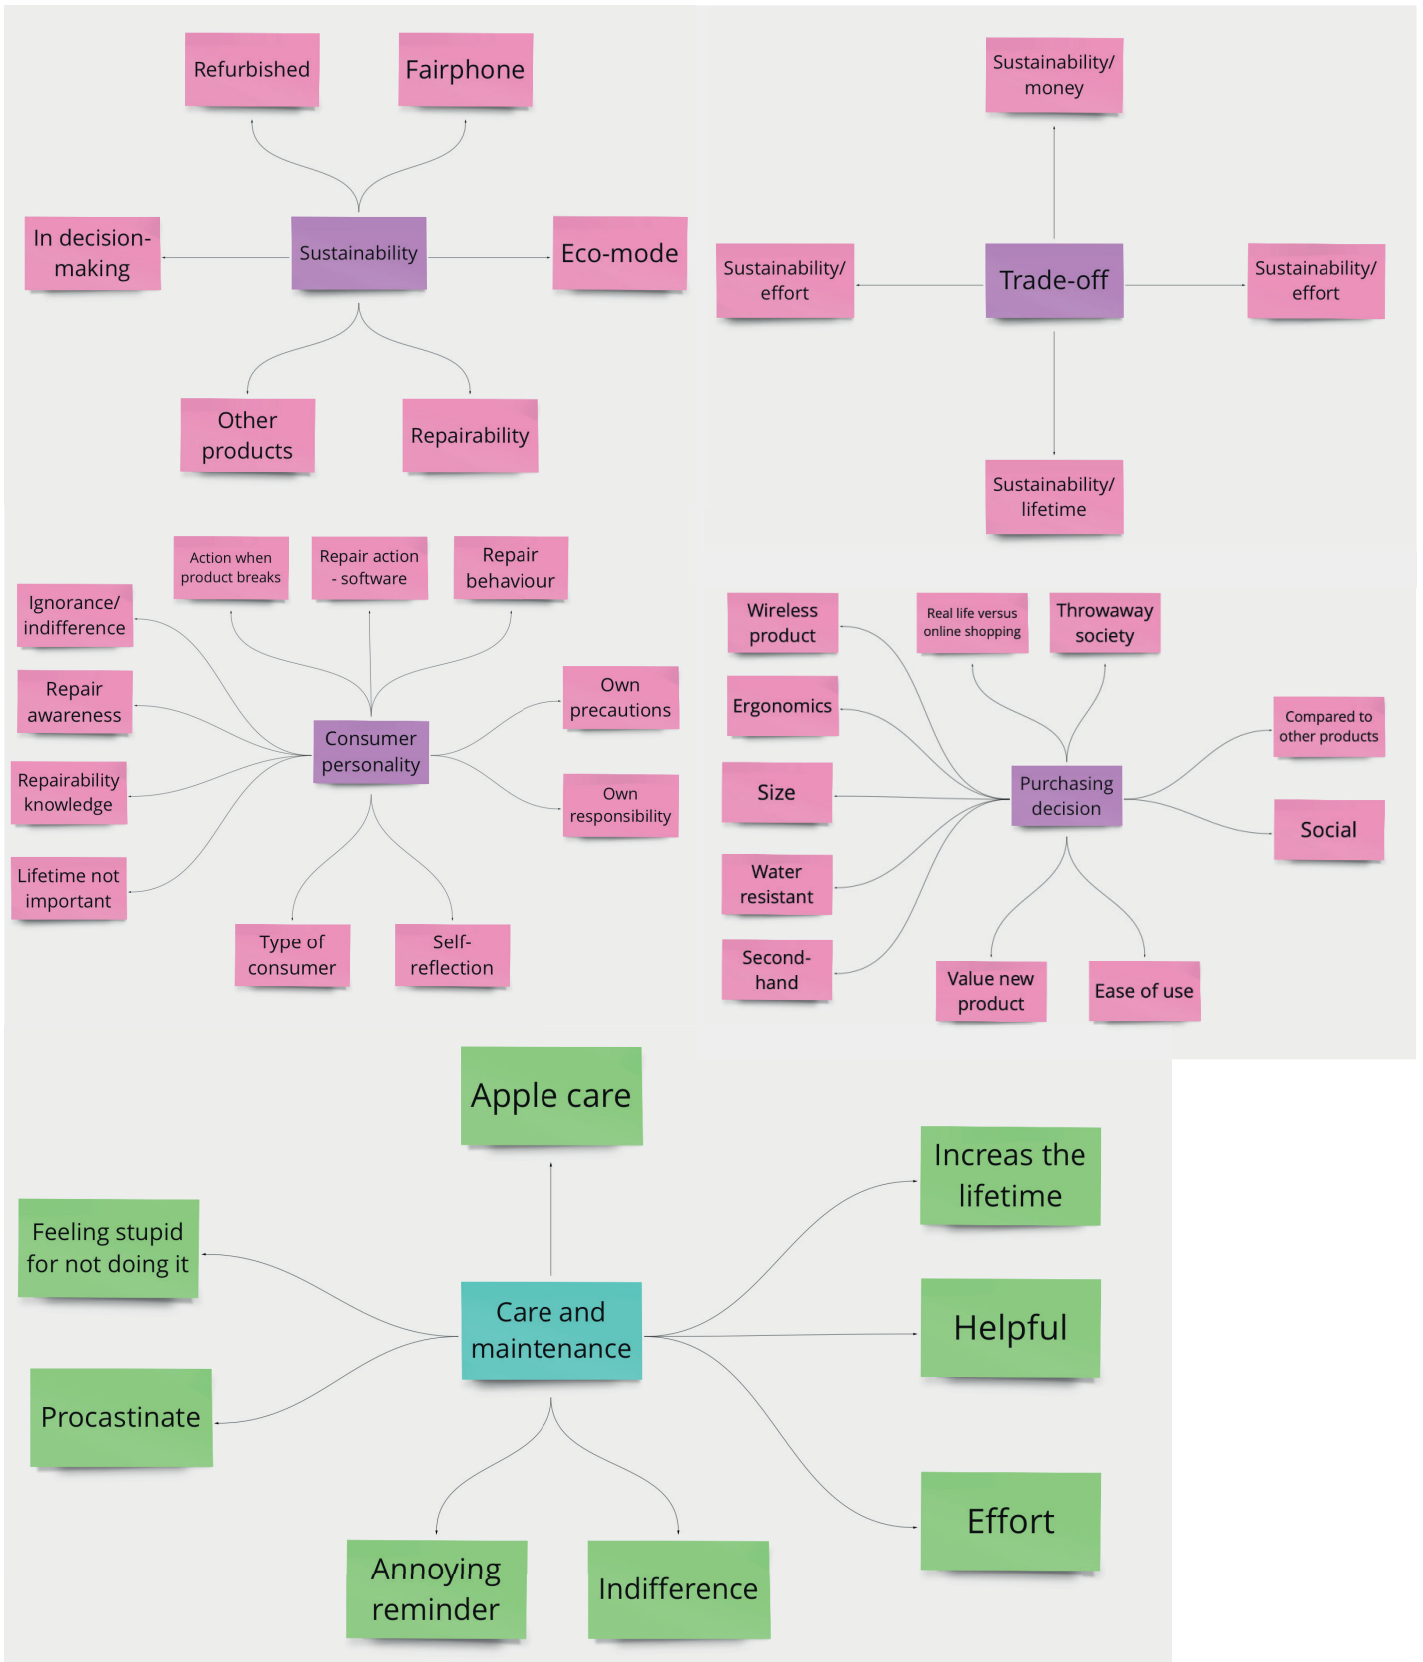 Refurbished
Fairphone
In decision-
making
Sustainability
Eco-mode
Other
products
Repairability
Sustainability/
money
Sustainability/
effort
Trade-off
Sustainability/
effort
Sustainability/
lifetime
Action when
product breaks
Repair action
- software
Repair
behaviour
Ignorance/
indifference
Repair
awareness
Own
precautions
Consumer
personality
Repairability
knowledge
Own
responsibility
Lifetime not
important
Type of
consumer
Self-
reflection
Wireless
product
Real life versus
online shopping
Throwaway
society
Ergonomics
Compared to
other products
Size
Purchasing
decision
Social
Water
resistant
Second-
hand
Value new
product
Ease of use
Apple care
Increas the
lifetime
Feeling stupid
for not doing it
Care and
maintenance
Helpful
Procastinate
Effort
Annoying
reminder
Indifference